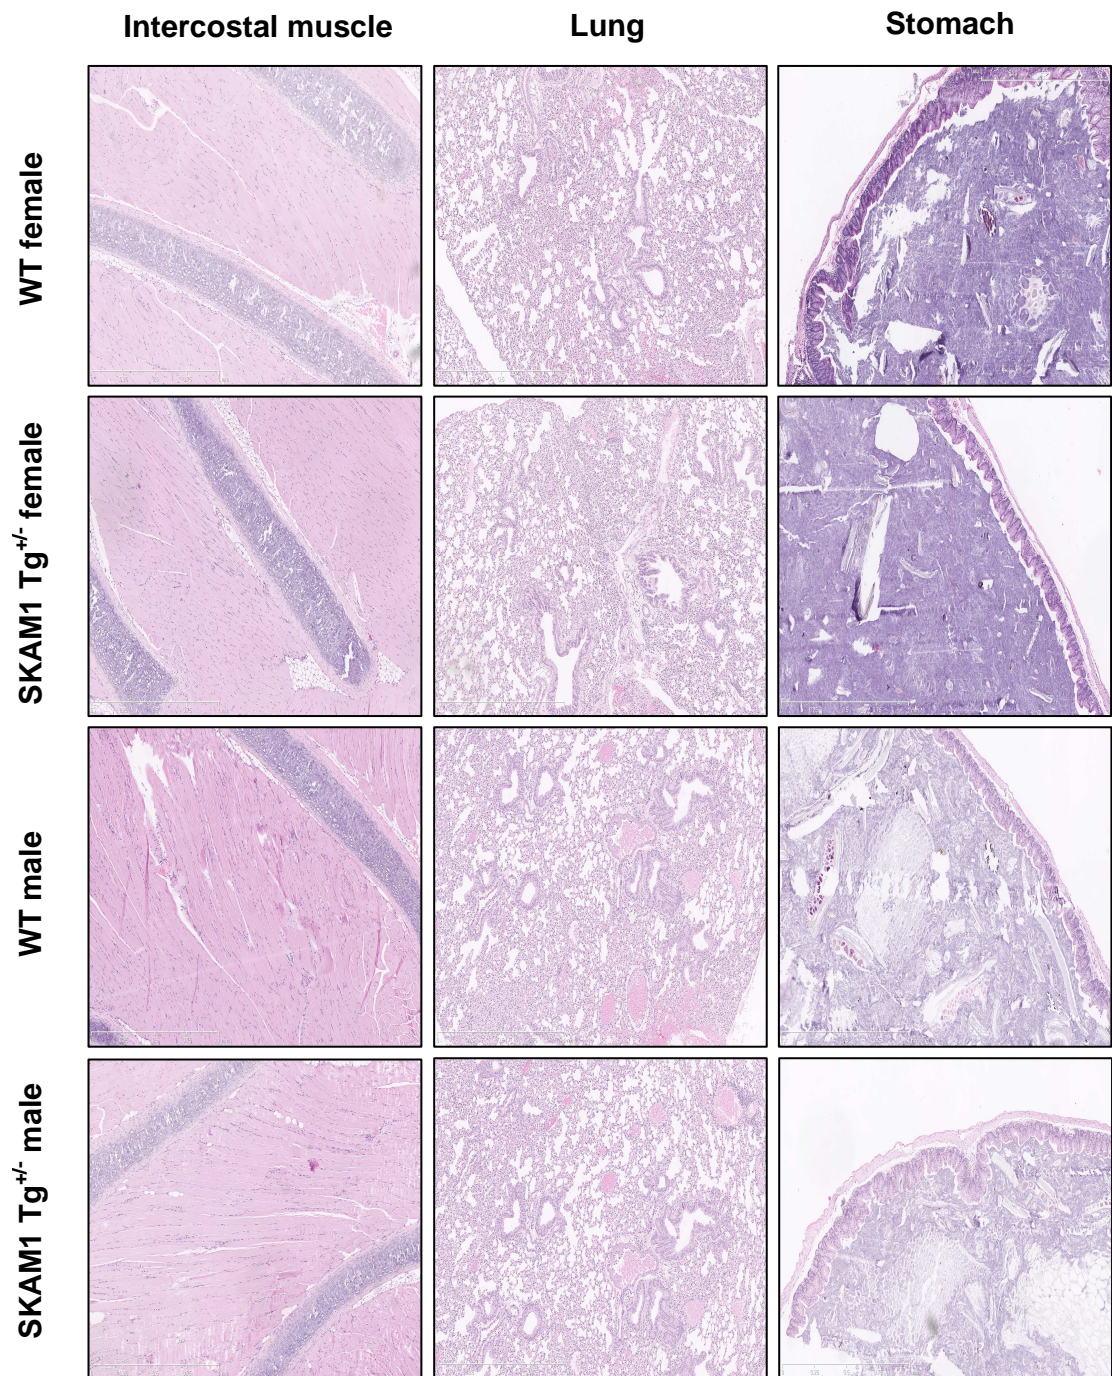 Intercostal muscle Lung Stomach
WT female
SKAM1 Tg+/- female
WT male
SKAM1 Tg+/- male